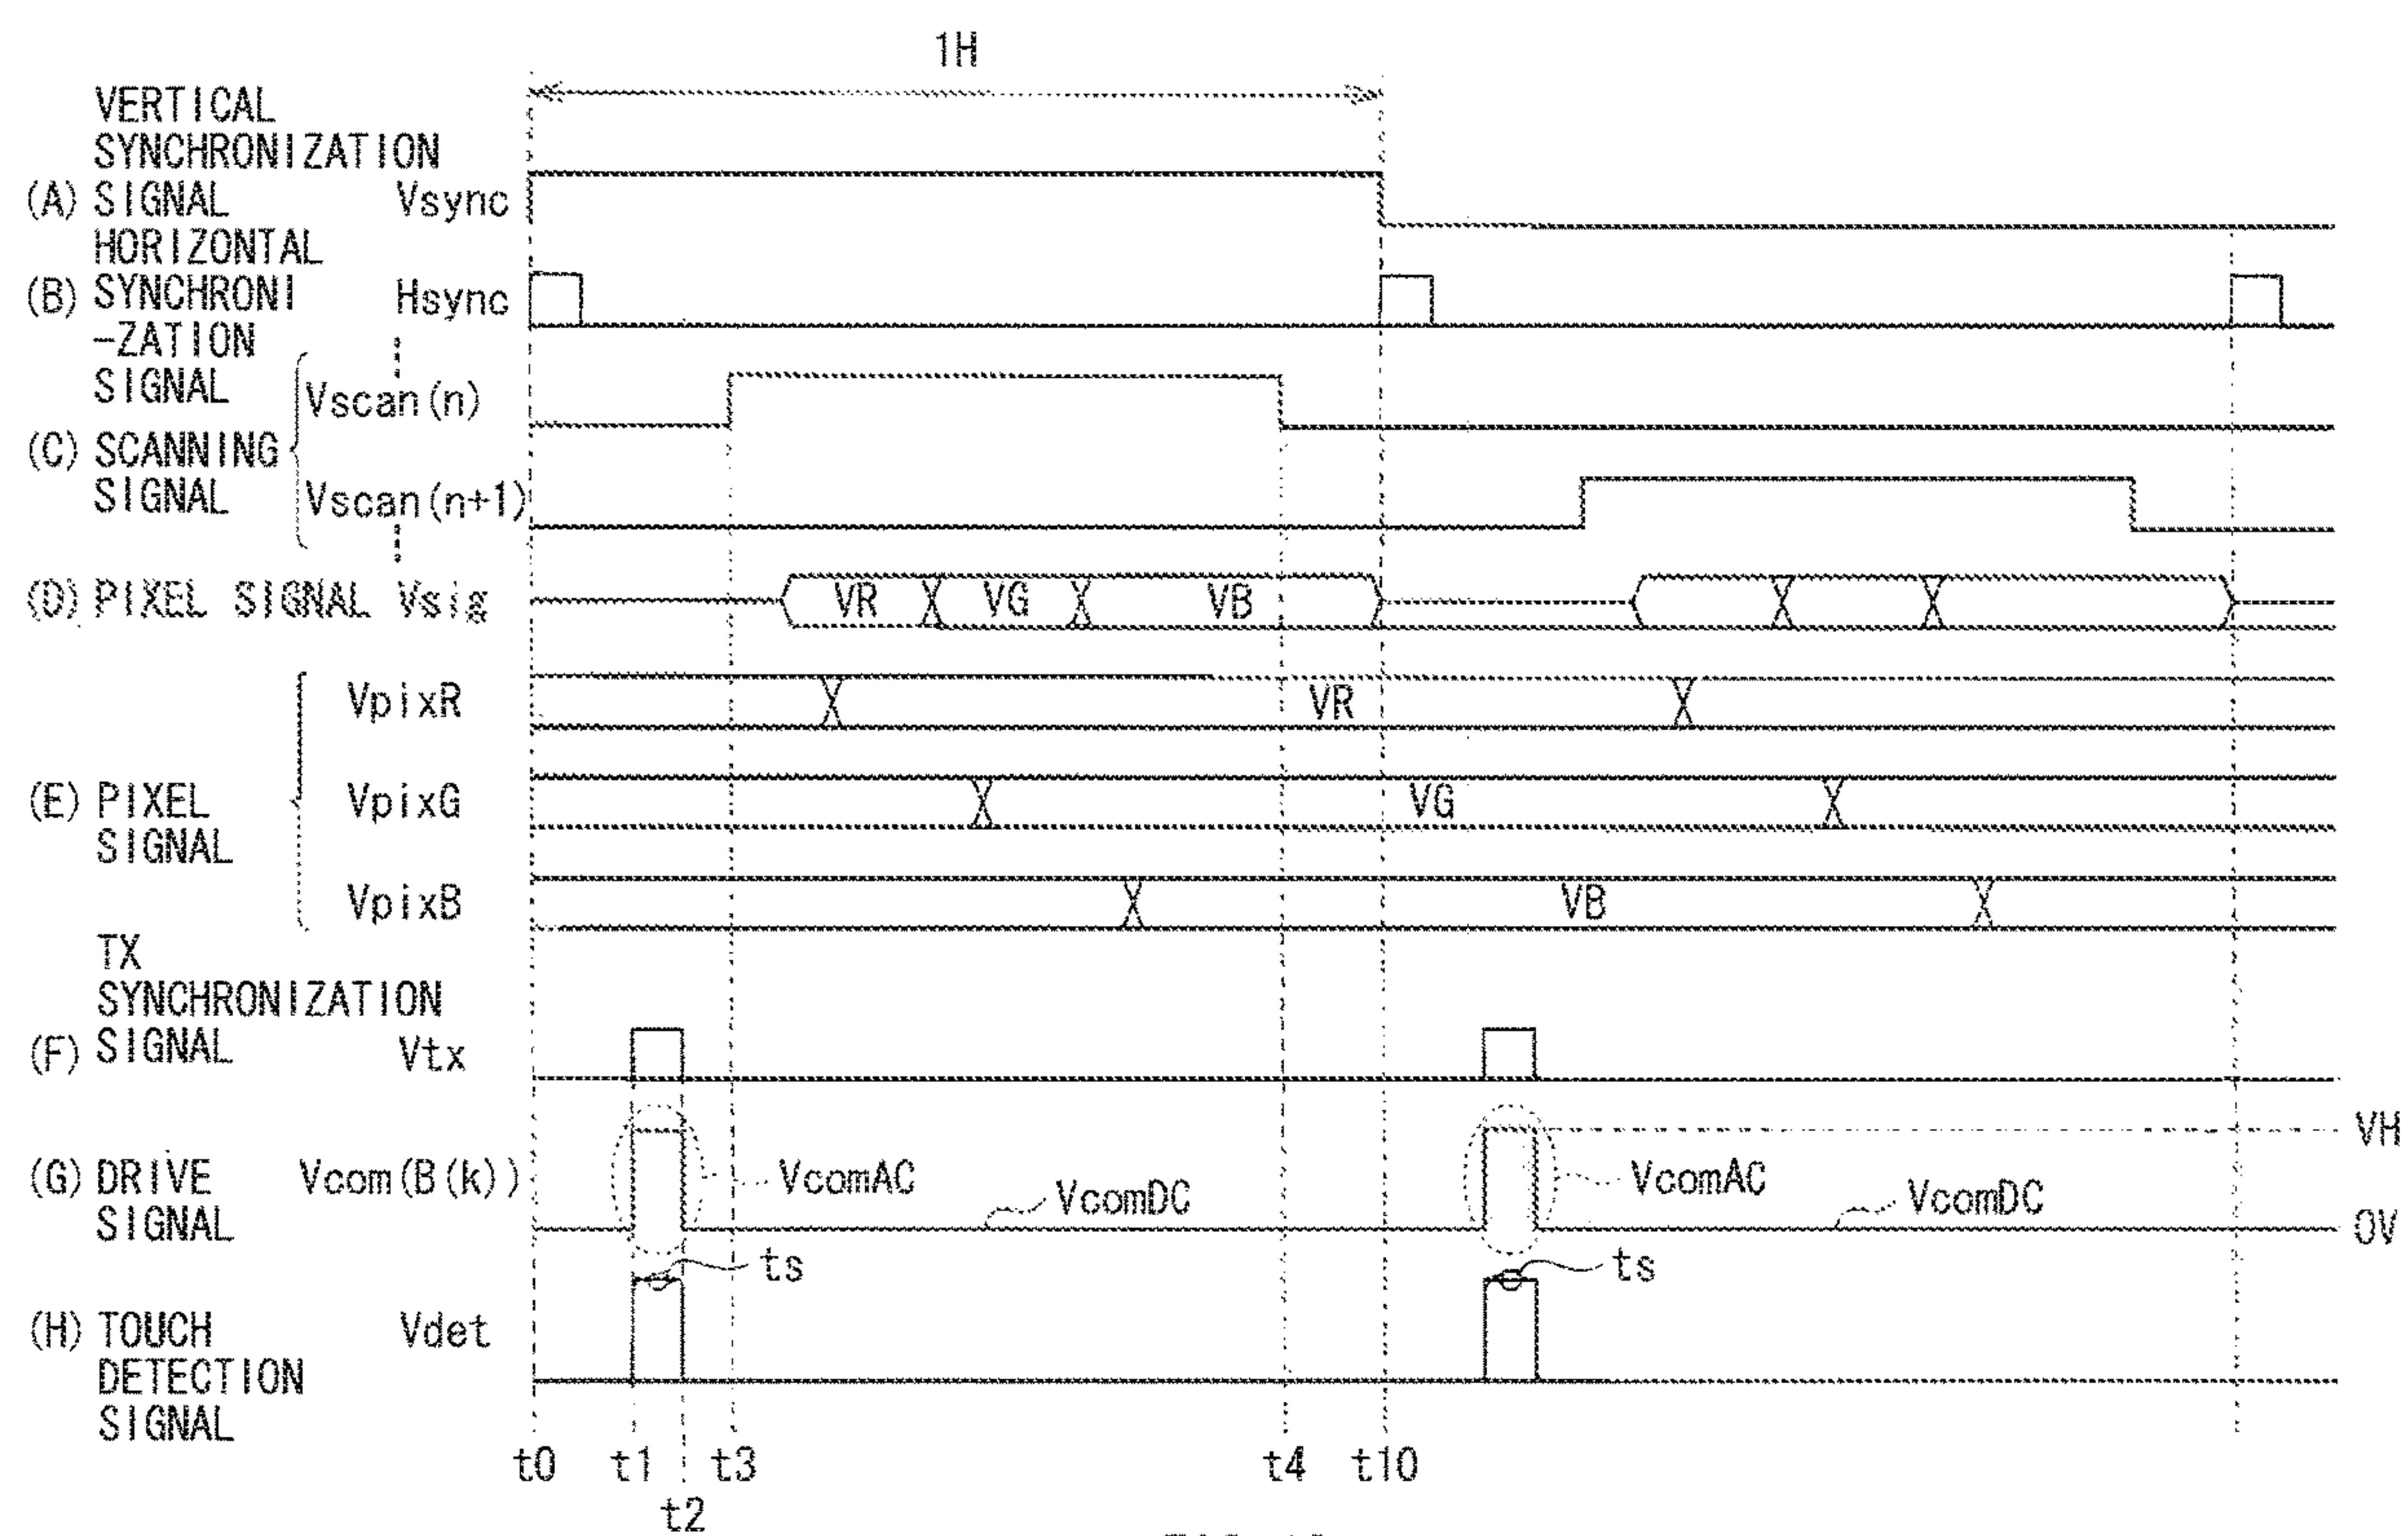 1H
VERTICAL
SYNCHRONIZATION
(A) SIGNAL Vsync
HORIZONTAL
(B) SYNCHRONI Hsync
-ZATION
SIGNAL
Vscan(n)
(C) SCANNING
SIGNAL Vscan(n+1)
(D) PIXEL SIGNAL Vsig VR VG VB
VpixR VR
(E) PIXEL VpixG VG
SIGNAL
VpixB VB
TX
SYNCHRONIZATION
(F) SIGNAL Vtx
VH
(G) DRIVE Vcom(B(k)) VcomAC VcomDC VcomAC VcomDC
SIGNAL 0V
ts ts
(H) TOUCH Vdet
DETECTION
SIGNAL
t0 t1 t3 t4 t10
t2